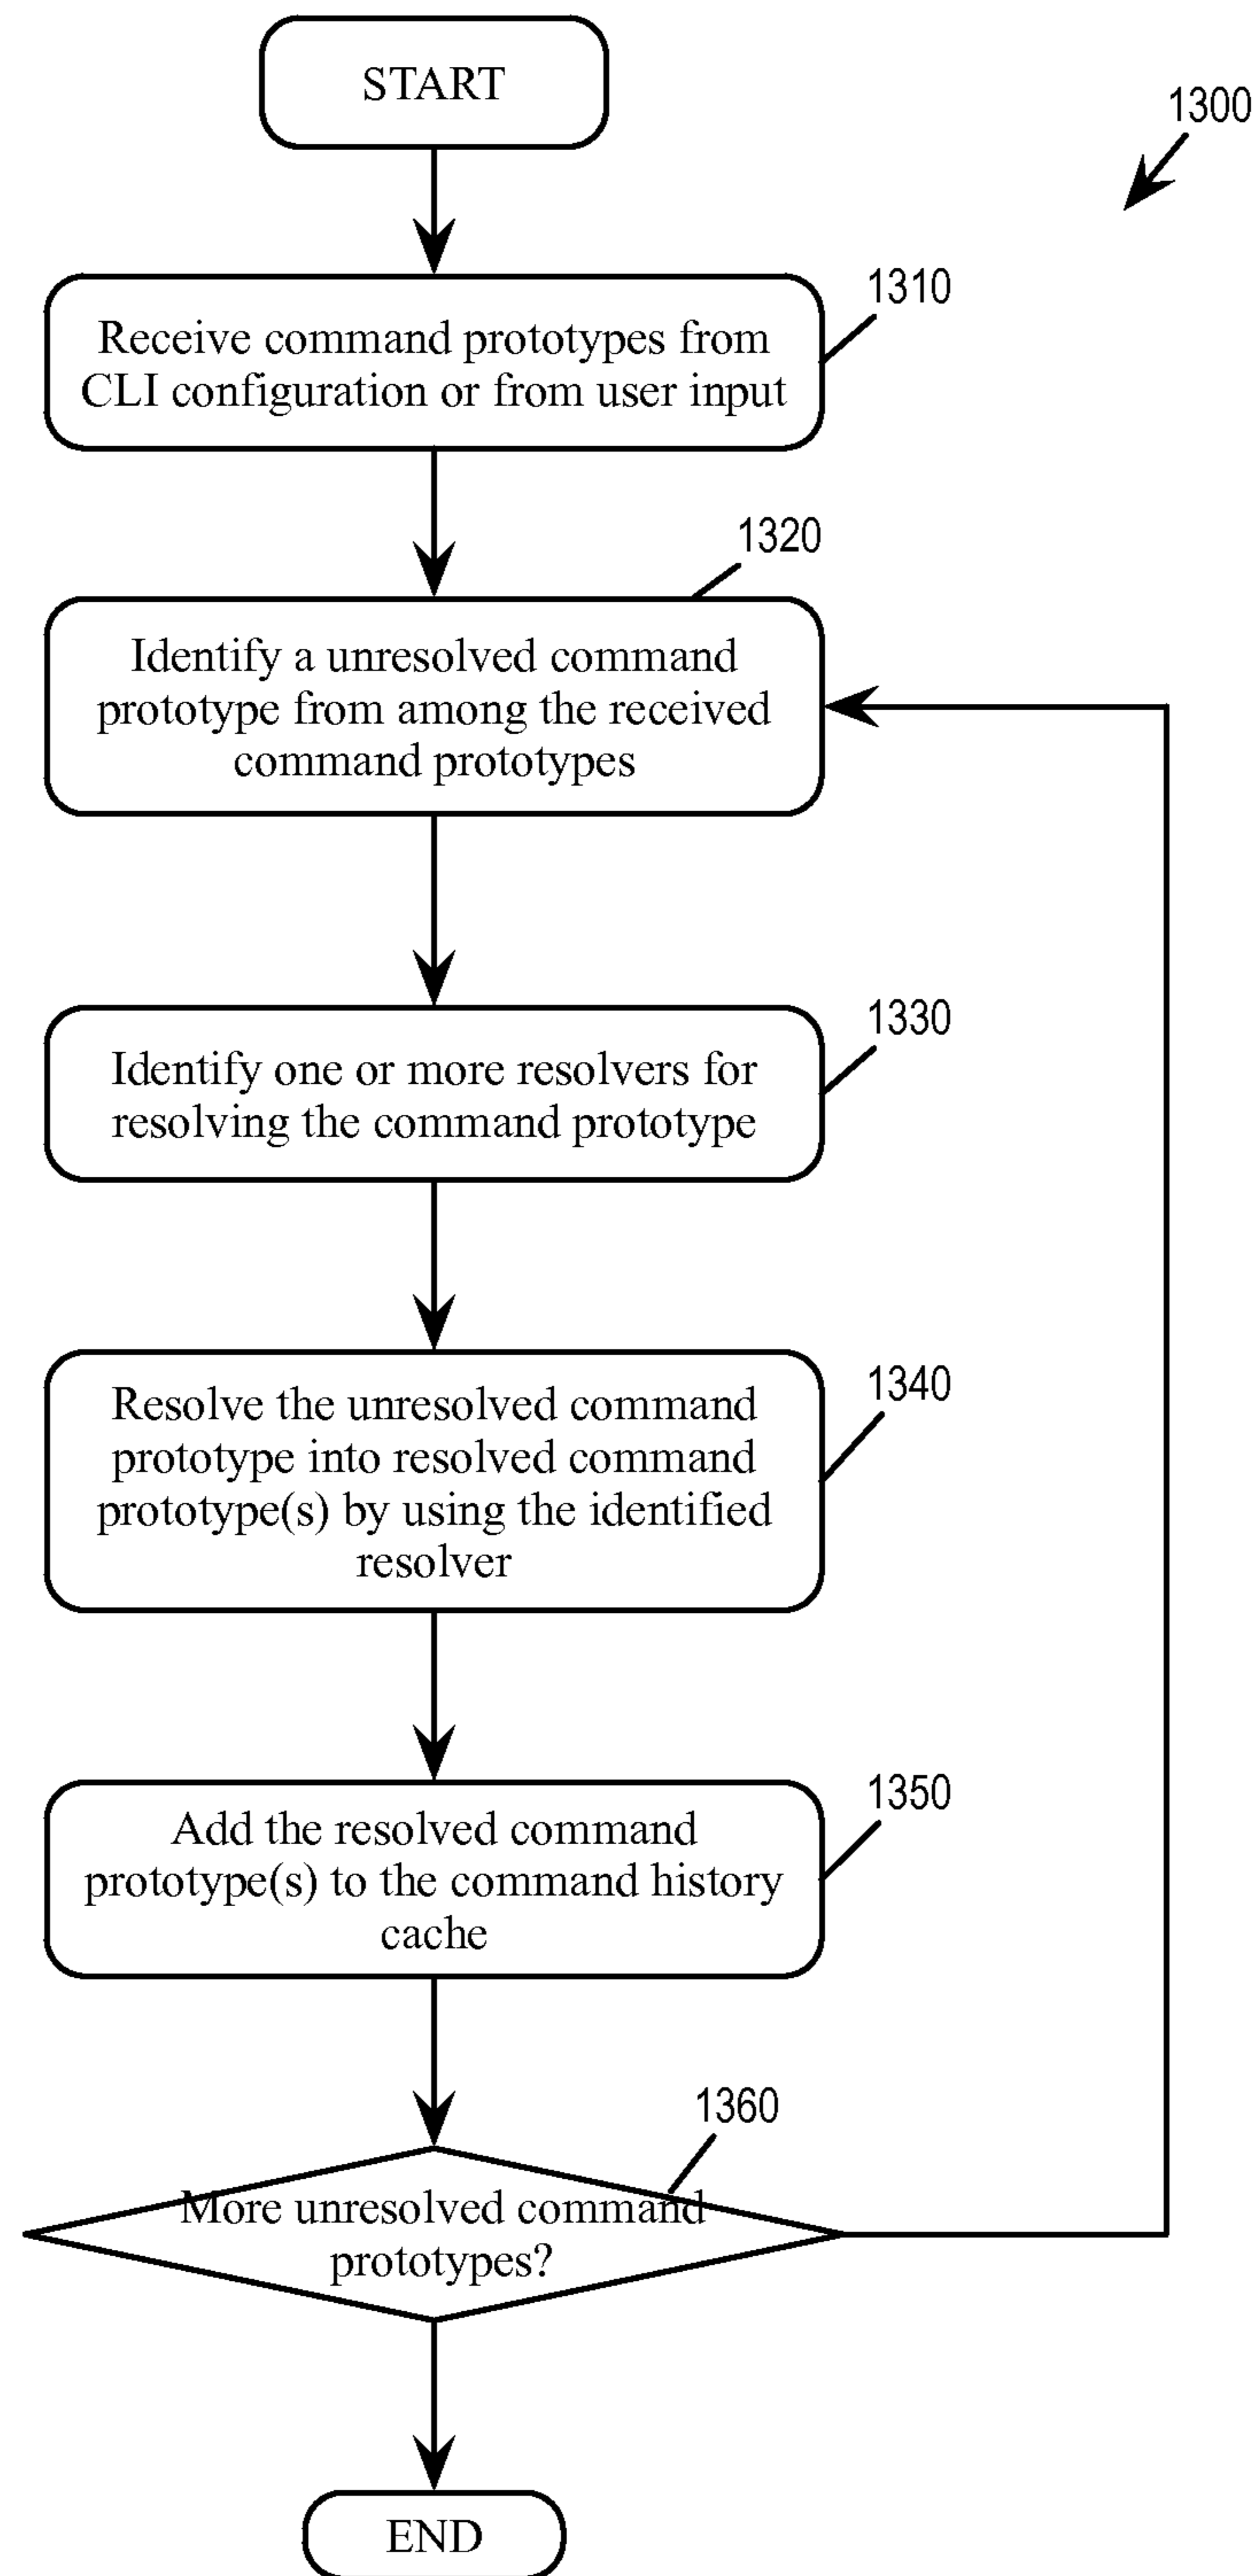 START
1300
1310
Receive command prototypes from
CLI configuration or from user input
1320
Identify a unresolved command
prototype from among the received
command prototypes
1330
Identify one or more resolvers for
resolving the command prototype
1340
Resolve the unresolved command
prototype into resolved command
prototype(s) by using the identified
resolver
1350
Add the resolved command
prototype(s) to the command history
cache
1360
More unresolved command
prototypes?
END